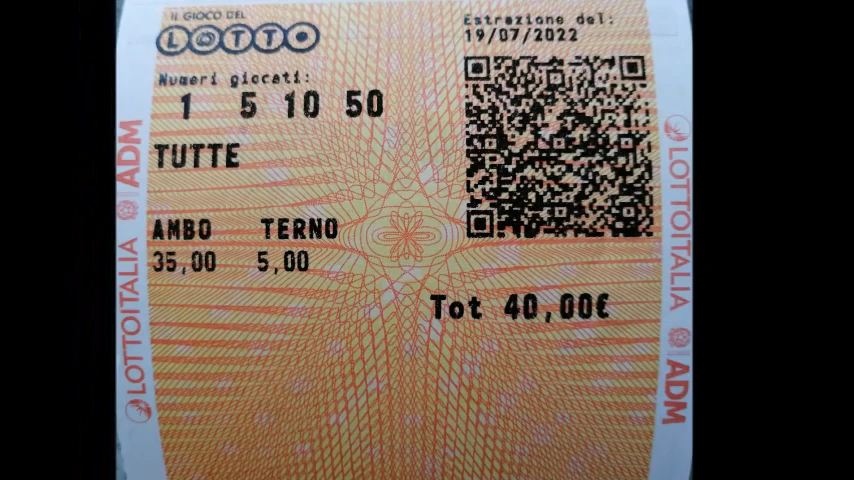 IL GIOCO DEL
LOTTO
Numeri giocati:
1 5 10 50
TUTTE
AMBO TERNO
35,00 5,00
Estrazione del:
19/07/2022
Tot 40,00€
LOTTOITALIA ADM
LOTTOITALIA ADM